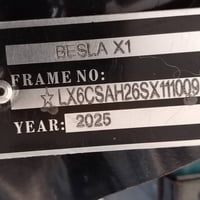 BESLA X1
FRAME NO:
☆LX6CSAH26SX111009
YEAR: 2025